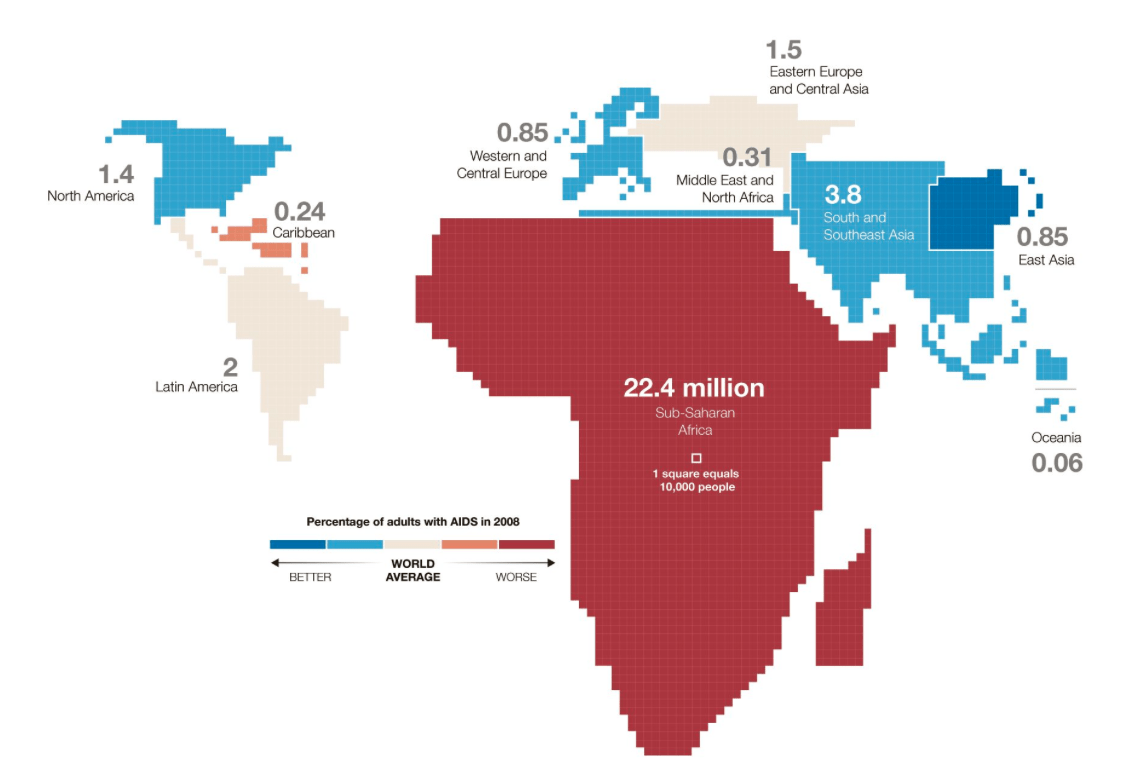 1.5
Eastern Europe
and Central Asia
0.85
Western and
Central Europe
0.31
Middle East and
North Africa
1.4
North America
0.24
Caribbean
3.8
South and
Southeast Asia
0.85
East Asia
2
Latin America
22.4 million
Sub-Saharan
Africa
1 square equals
10,000 people
Oceania
0.06
Percentage of adults with AIDS in 2008
BETTER
WORLD
AVERAGE
WORSE